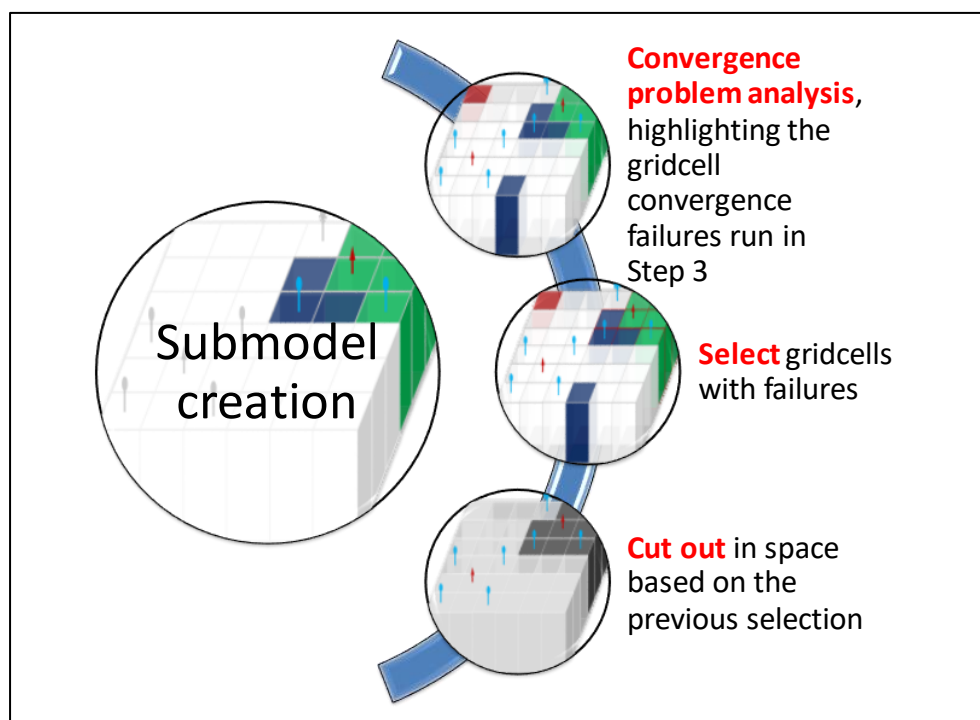 Convergence
problem analysis,
highlighting the
gridcell
convergence
failures run in
Step 3
Submodel
creation
Select gridcells
with failures
Cut out in space
based on the
previous selection